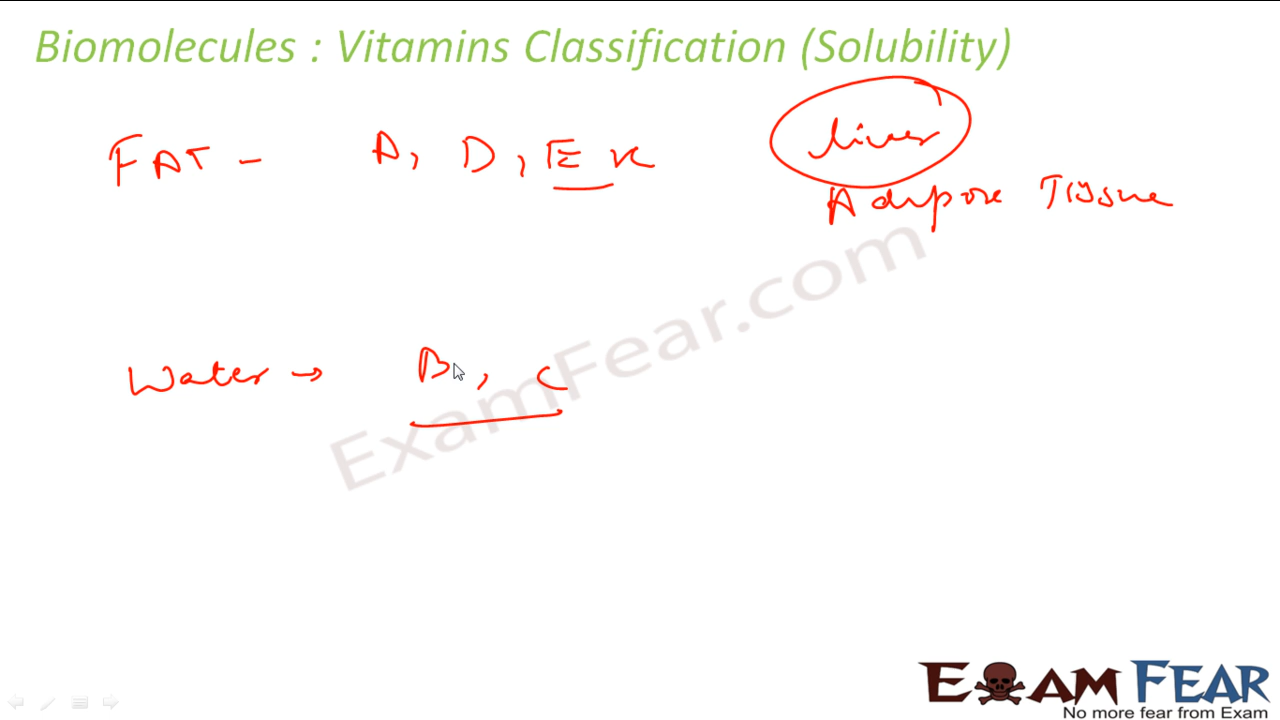 Biomolecules : Vitamins Classification (Solubility)
FAT - A, D, E K
liver
Adipose Tissue
Water → B, C
ExamFear.com
EXAM FEAR
No more fear from Exam